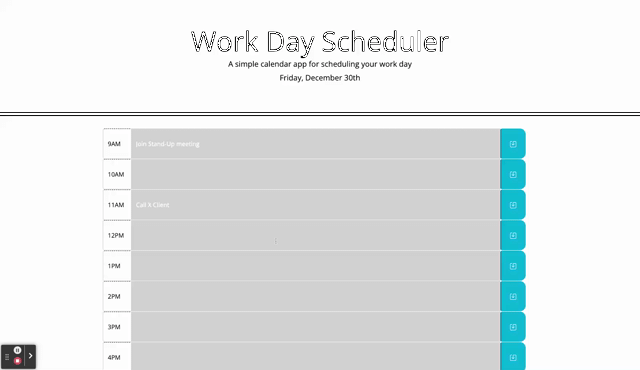 Work Day Scheduler
A simple calendar app for scheduling your work day
Friday, December 30th
9AM Join Stand-Up meeting
10AM
11AM Call X Client
12PM
1PM
2PM
3PM
4PM